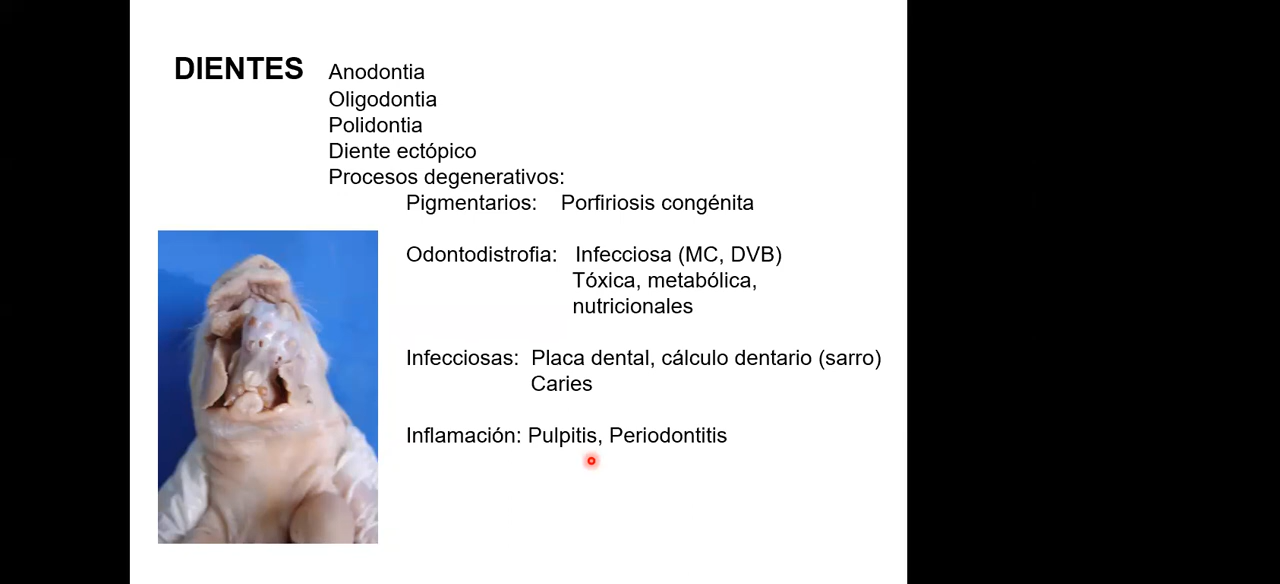 DIENTES Anodontia
Oligodontia
Polidontia
Diente ectópico
Procesos degenerativos:
Pigmentarios: Porfiriosis congénita
Odontodistrofia: Infecciosa (MC, DVB)
Tóxica, metabólica,
nutricionales
Infecciosas: Placa dental, cálculo dentario (sarro)
Caries
Inflamación: Pulpitis, Periodontitis